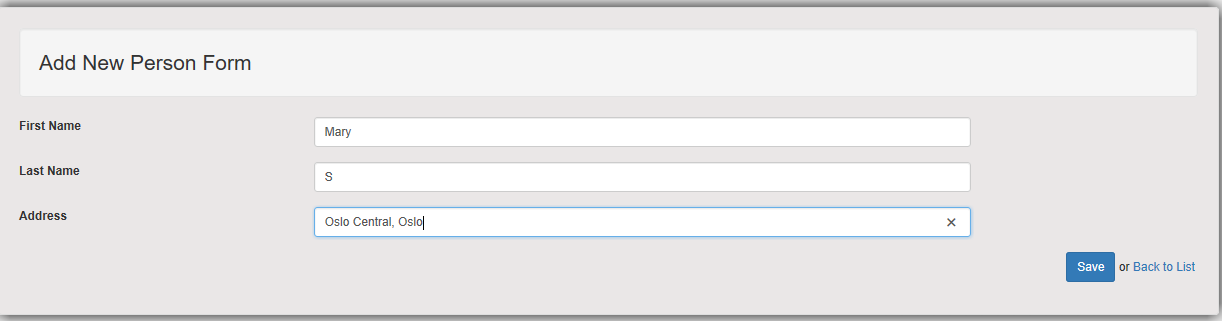 Add New Person Form
First Name
Mary
Last Name
S
Address
Oslo Central, Oslo
Save or Back to List